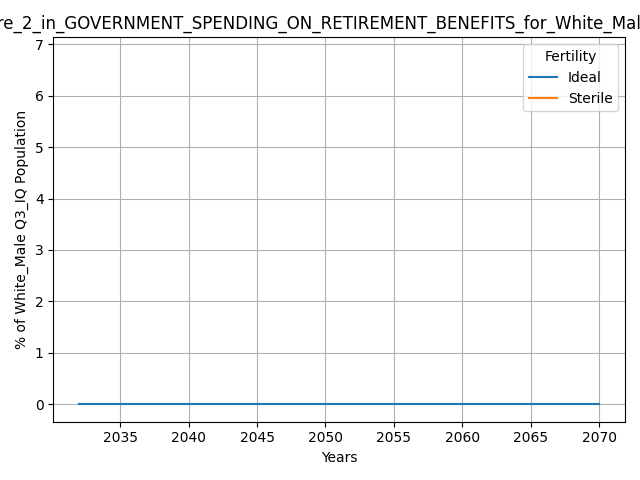 re_2_in_GOVERNMENT_SPENDING_ON_RETIREMENT_BENEFITS_for_White_Mal
7
6
5
4
3
2
1
0
% of White_Male Q3_IQ Population
Fertility
Ideal
Sterile
2035 2040 2045 2050 2055 2060 2065 2070
Years